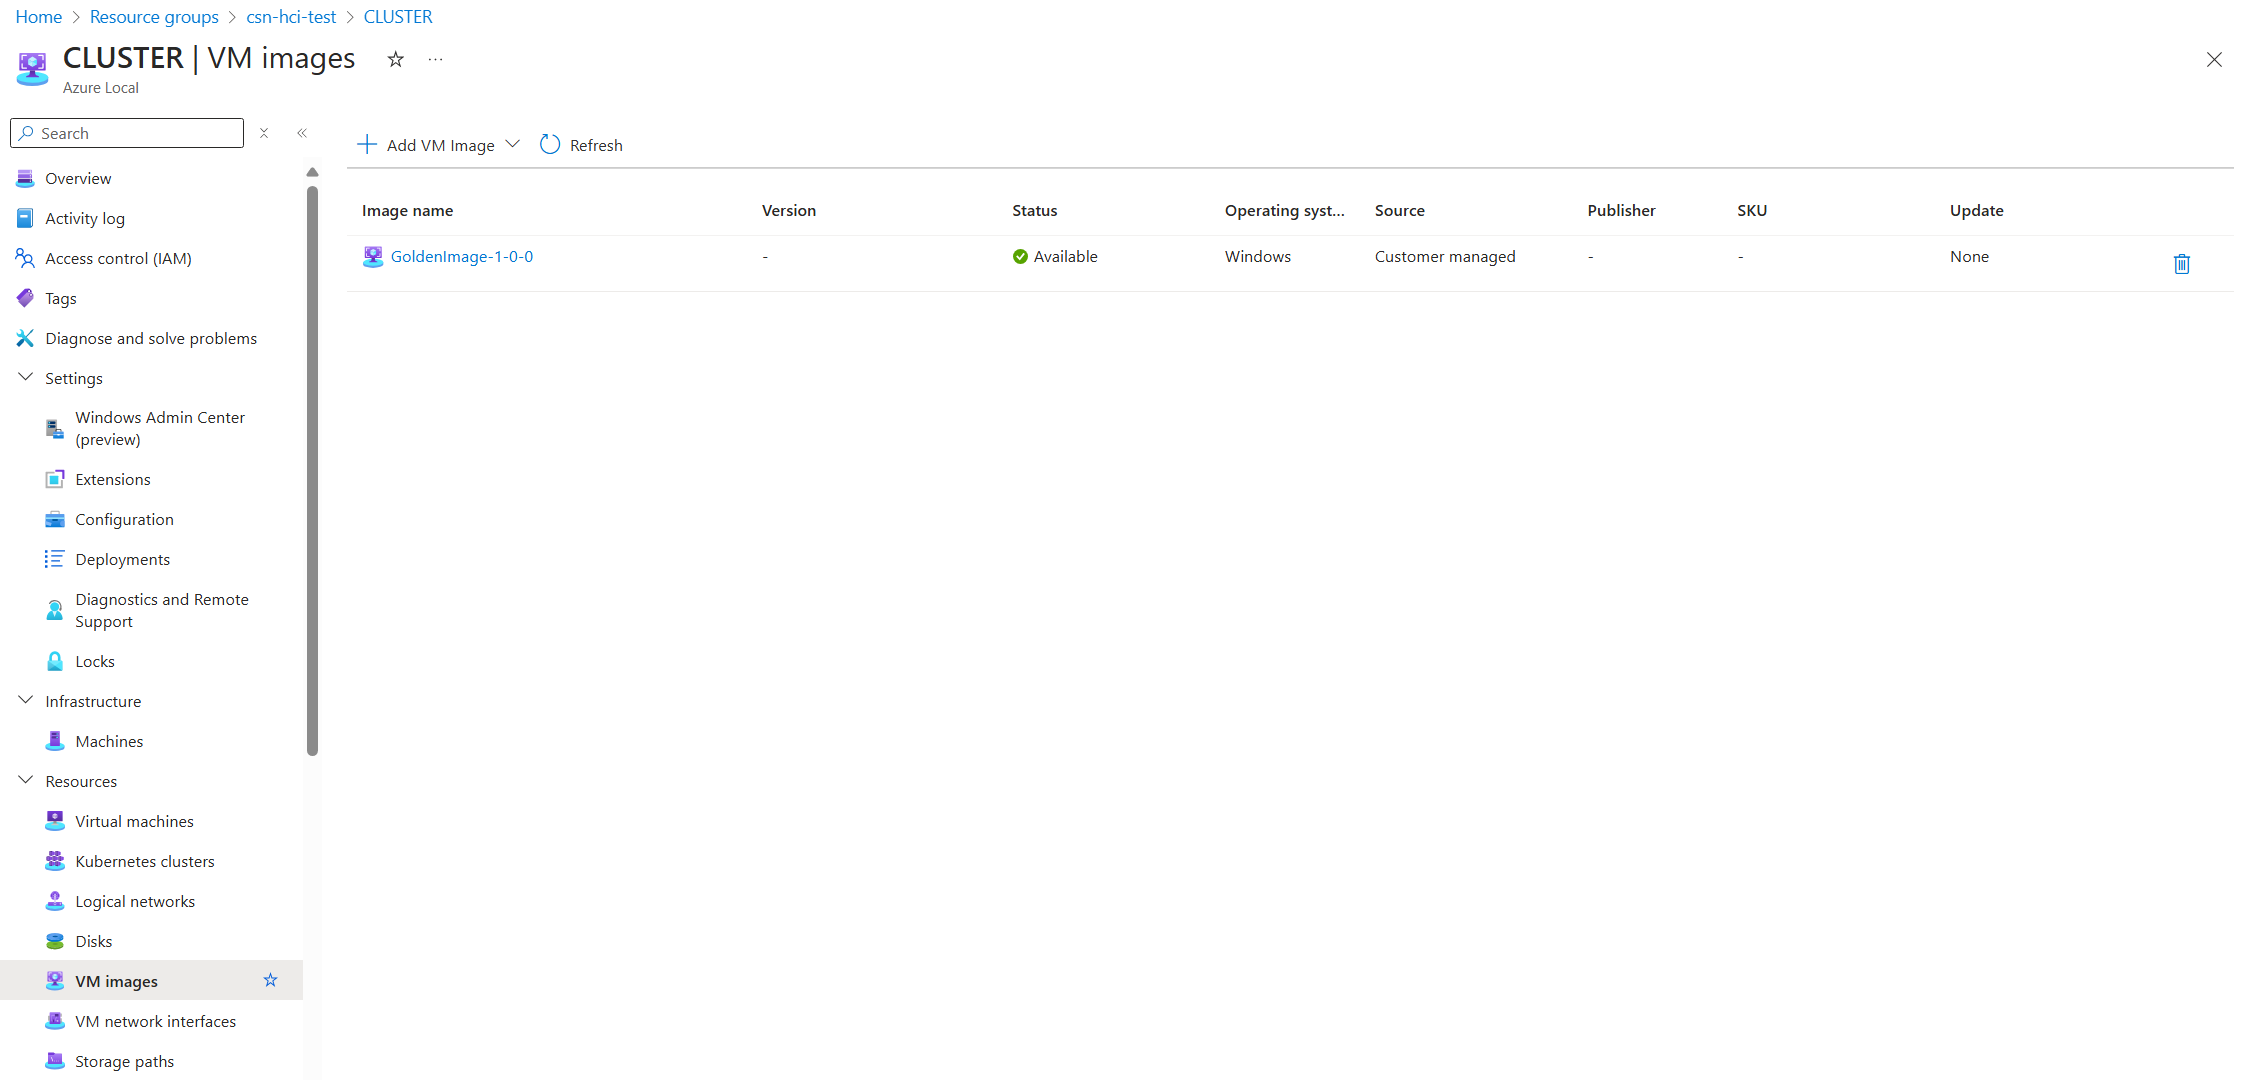 Home > Resource groups > csn-hci-test > CLUSTER
CLUSTER | VM images
Azure Local
Search
Overview
Activity log
Access control (IAM)
Tags
Diagnose and solve problems
Settings
Windows Admin Center
(preview)
Extensions
Configuration
Deployments
Diagnostics and Remote
Support
Locks
Infrastructure
Machines
Resources
Virtual machines
Kubernetes clusters
Logical networks
Disks
VM images
VM network interfaces
Storage paths
Add VM Image Refresh
Image name Version Status Operating syst... Source Publisher SKU Update
GoldenImage-1-0-0 - Available Windows Customer managed - - None